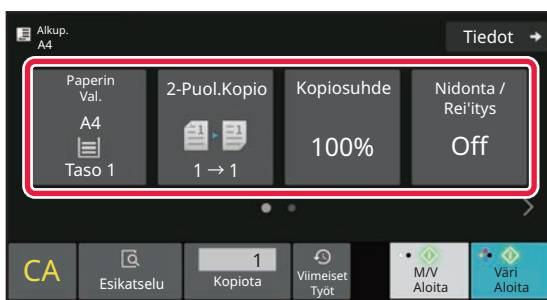 Alkup.
A4
Tiedot
Paperin
Val.
A4
Taso 1
2-Puol.Kopio
1 → 1
Kopiosuhde
100%
Nidonta /
Rei'itys
Off
CA
Esikatselu
1
Kopiota
Viimeiset
Työt
M/V
Aloita
Väri
Aloita